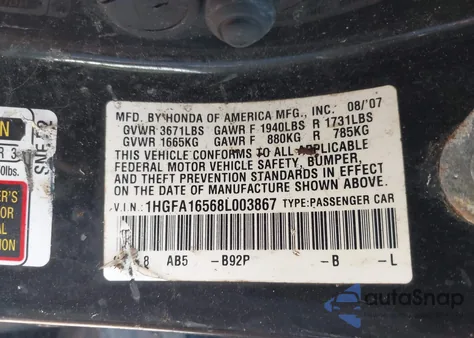 MFD. BY HONDA OF AMERICA MFG., INC. 08/'07
GVWR 3671LBS GAWR F 1940LBS R 1731LBS
GVWR 1665KG GAWR F 880KG R 785KG
THIS VEHICLE CONFORMS TO ALL APPLICABLE
FEDERAL MOTOR VEHICLE SAFETY, BUMPER,
AND THEFT PREVENTION STANDARDS IN EFFECT
ON THE DATE OF MANUFACTURE SHOWN ABOVE.
V.I.N.: 1HGFA16568L003867 TYPE: PASSENGER CAR
8 AB5 -B92P -B -L
autoSnap